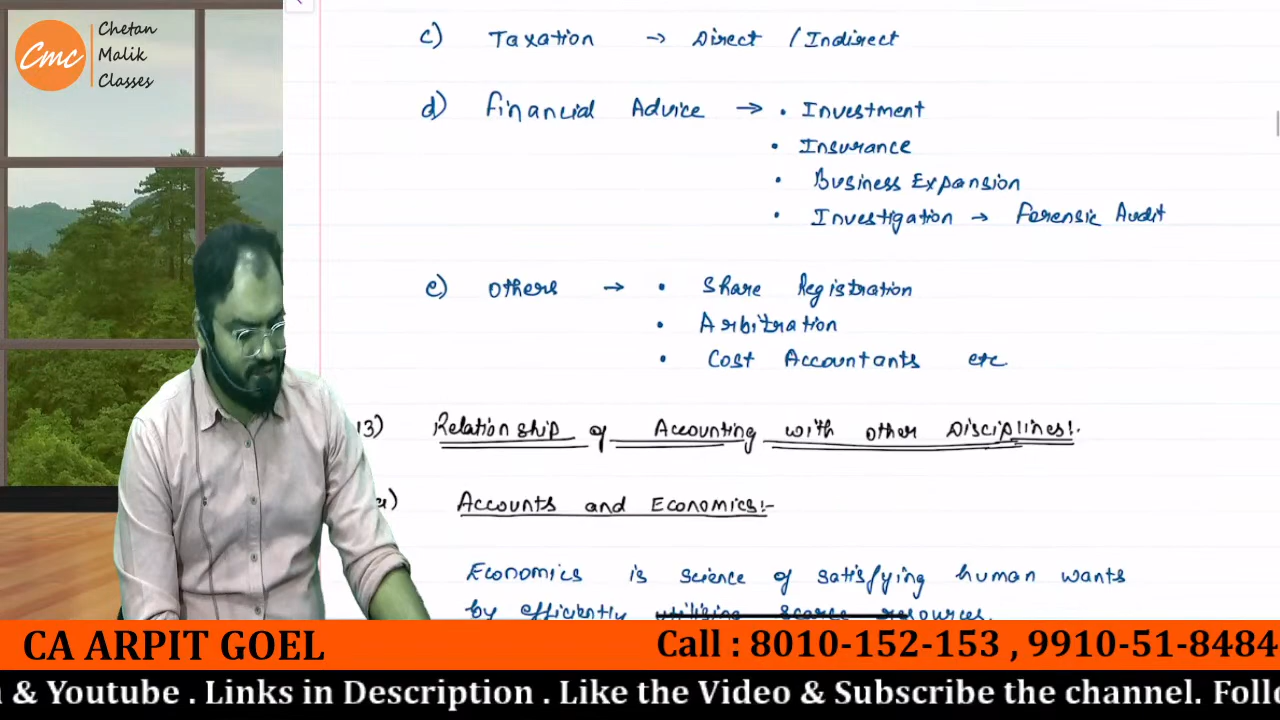 Cmc
Chetan
Malik
Classes
c) Taxation → Direct / Indirect
d) Financial Advice → • Investment
• Insurance
• Business Expansion
• Investigation → Forensic Audit
e) Others → • Share Registration
• Arbitration
• Cost Accountants etc
13) Relationship of Accounting with other Disciplines:-
a) Accounts and Economics:-
Economics is science of satisfying human wants
by efficiently utilising scarce resources.
CA ARPIT GOEL
Call : 8010-152-153 , 9910-51-8484
& Youtube . Links in Description . Like the Video & Subscribe the channel.